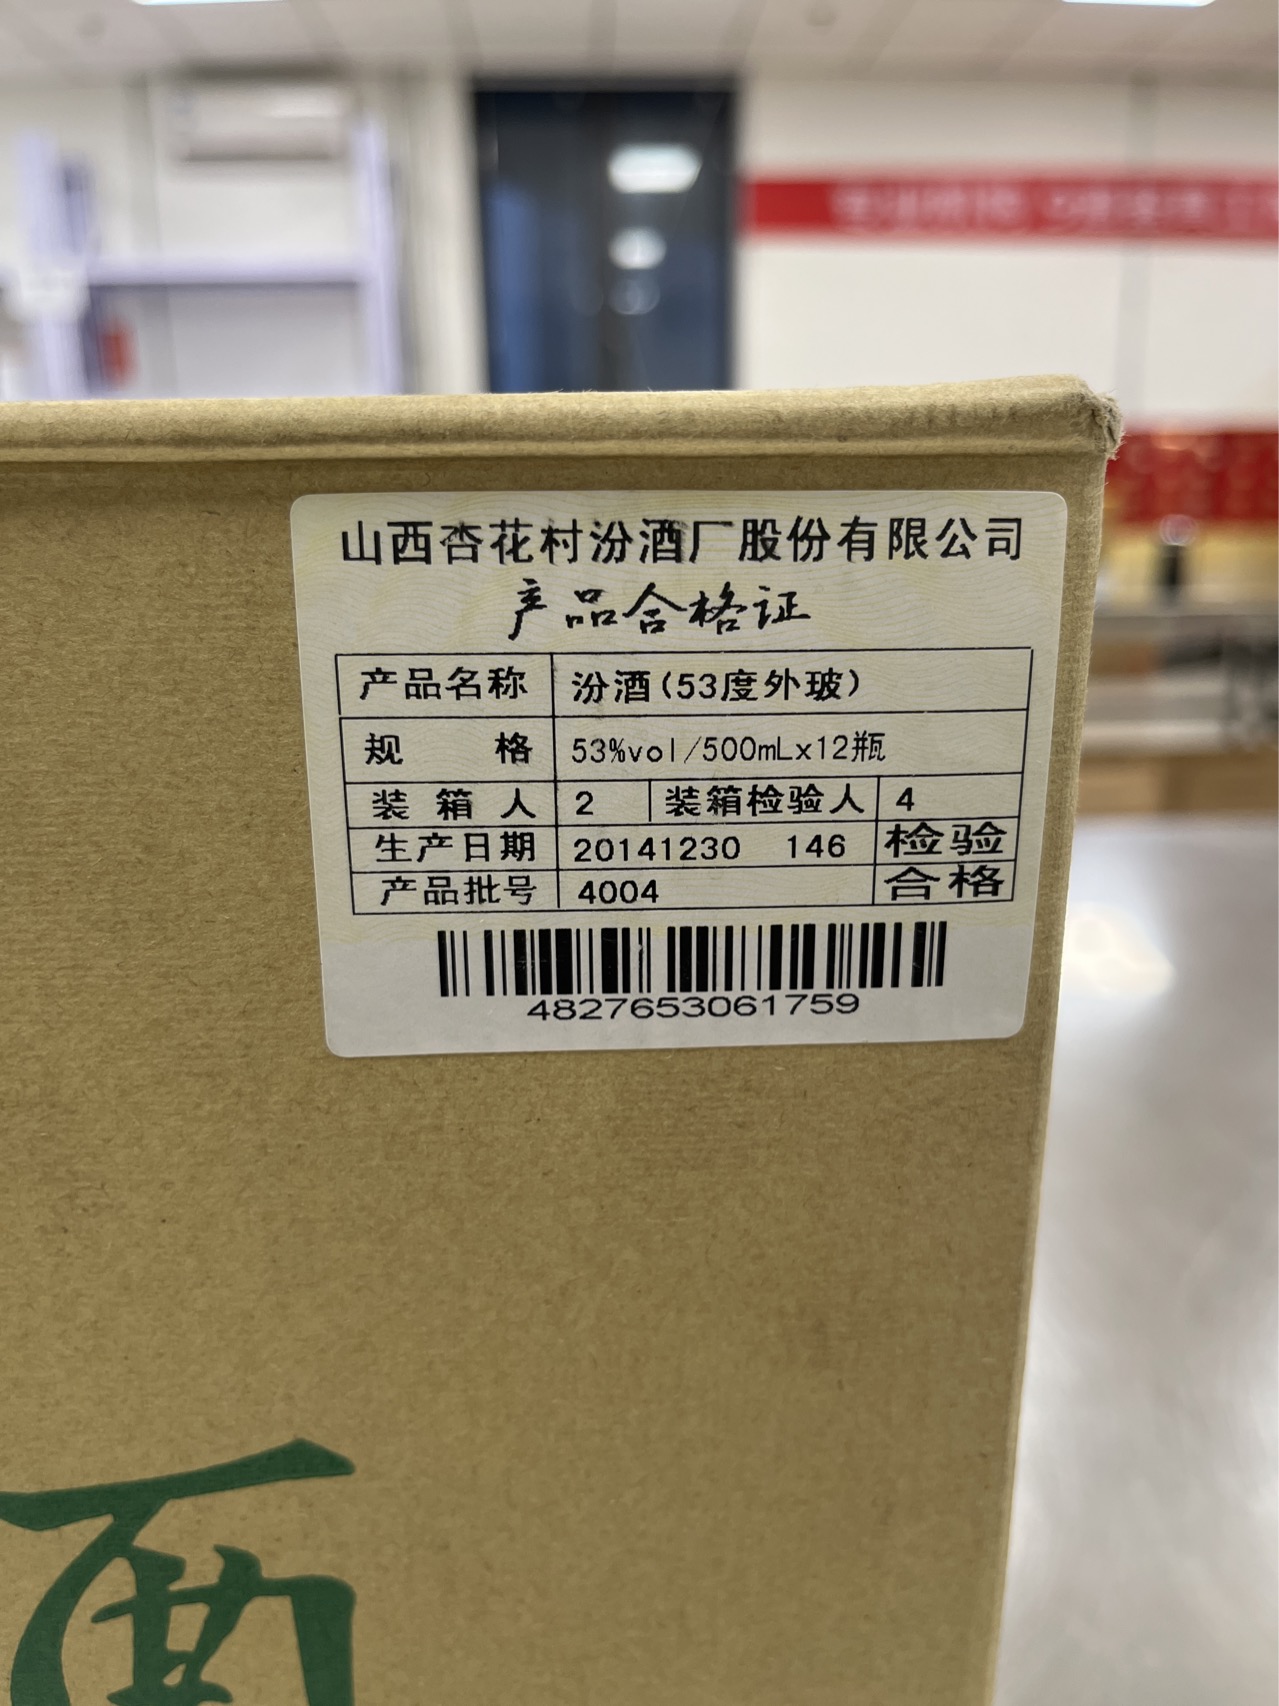 山西杏花村汾酒厂股份有限公司
产品合格证
产品名称 汾酒(53度外玻)
规 格 53%vol/500mLx12瓶
装箱人 2 装箱检验人 4
生产日期 20141230 146 检验
产品批号 4004 合格
4827653061759
西